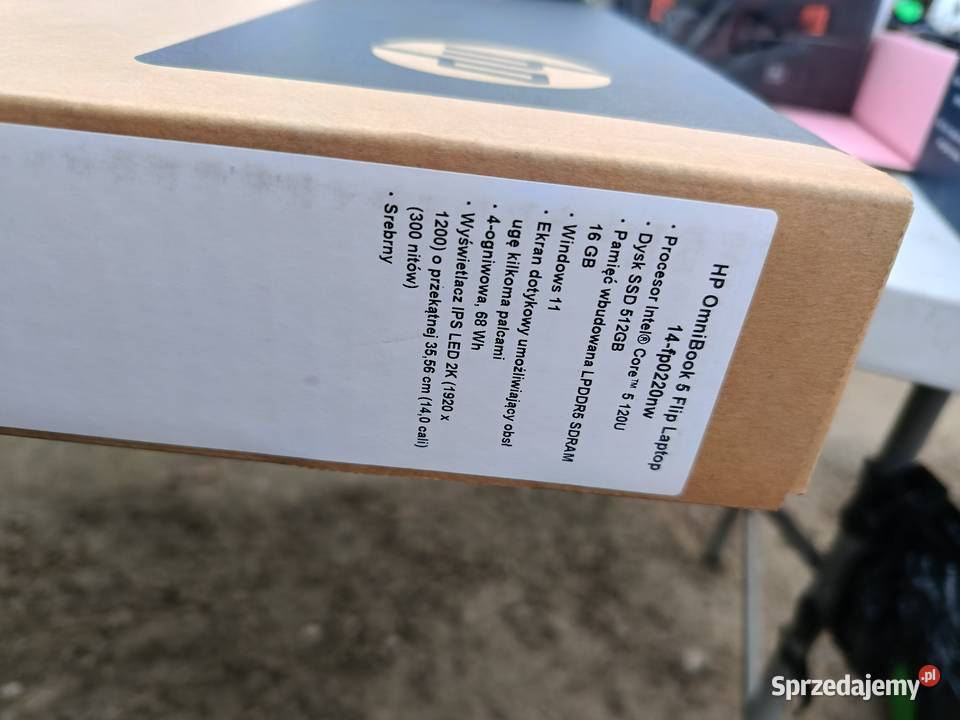 HP OmniBook 5 Flip Laptop
14-fp0220nw
• Procesor Intel® Core™ 5 120U
• Dysk SSD 512GB
• Pamięć wbudowana LPDDR5 SDRAM
16 GB
• Windows 11
• Ekran dotykowy umożliwiający obsł
ugę kilkoma palcami
• 4-ogniwowa, 68 Wh
• Wyświetlacz IPS LED 2K (1920 x
1200) o przekątnej 35,56 cm (14,0 cali)
(300 nitów)
• Srebrny
hp
Sprzedajemy.pl